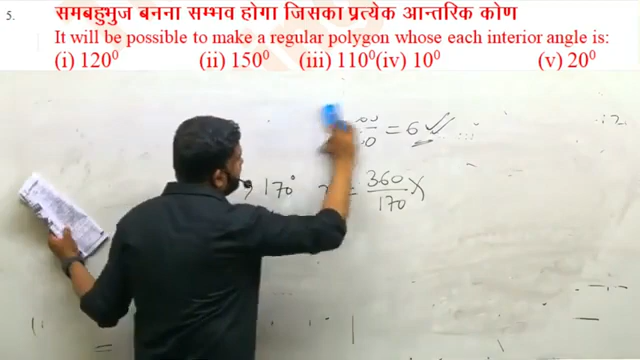 5. समबहुभुज बनना सम्भव होगा जिसका प्रत्येक आन्तरिक कोण
It will be possible to make a regular polygon whose each interior angle is:
(i) 120⁰ (ii) 150⁰ (iii) 110⁰(iv) 10⁰ (v) 20⁰
= 6
170° = 360/170 X